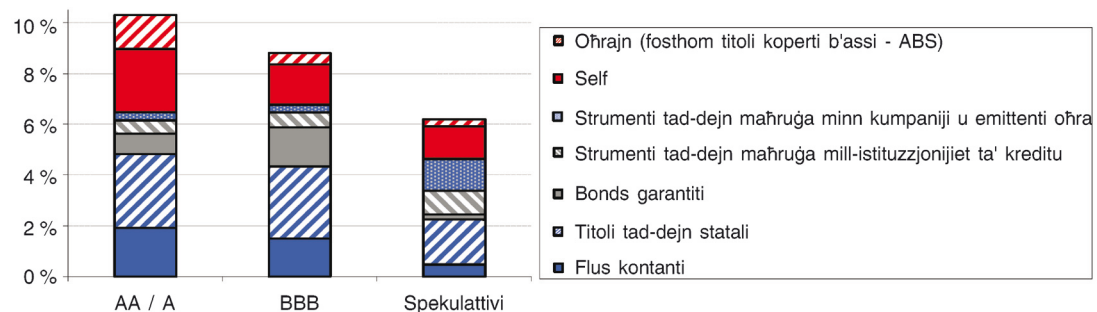 10 %
8 %
6 %
4 %
2 %
0 %
AA / A
BBB
Spekulattivi
Oħrajn (fosthom titoli koperti b'assi - ABS)
Self
Strumenti tad-dejn maħruġa minn kumpaniji u emittenti oħra
Strumenti tad-dejn maħruġa mill-istituzzjonijiet ta' kreditu
Bonds garantiti
Titoli tad-dejn statali
Flus kontanti